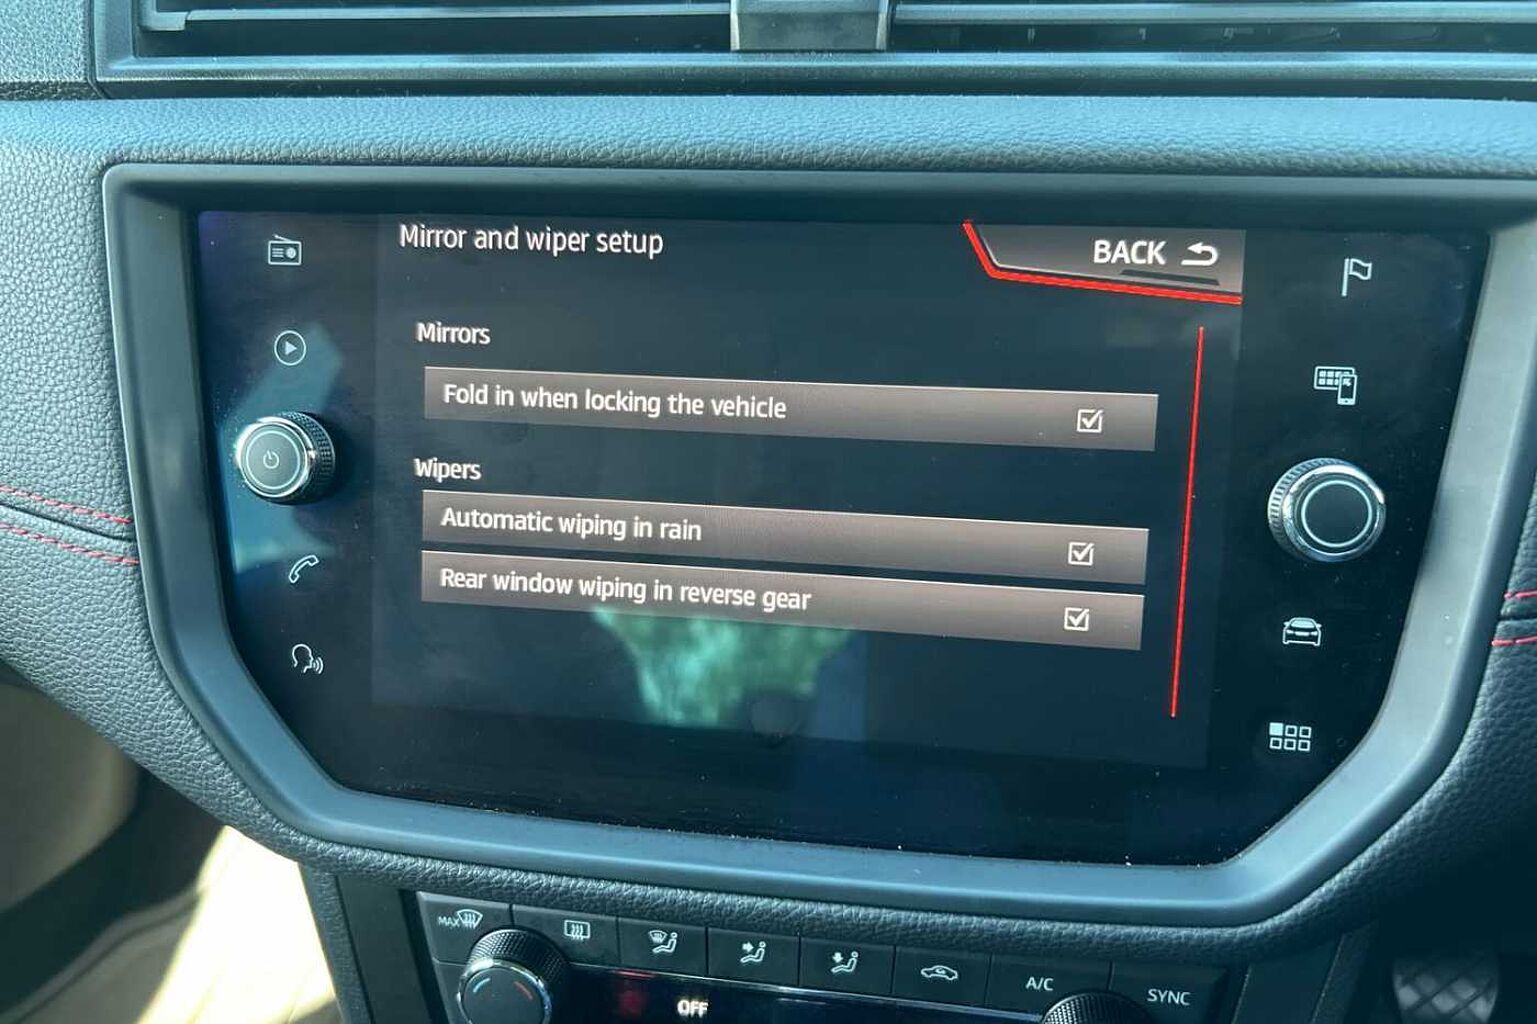 Mirror and wiper setup
BACK
Mirrors
Fold in when locking the vehicle
Wipers
Automatic wiping in rain
Rear window wiping in reverse gear
MAX
A/C
SYNC
OFF